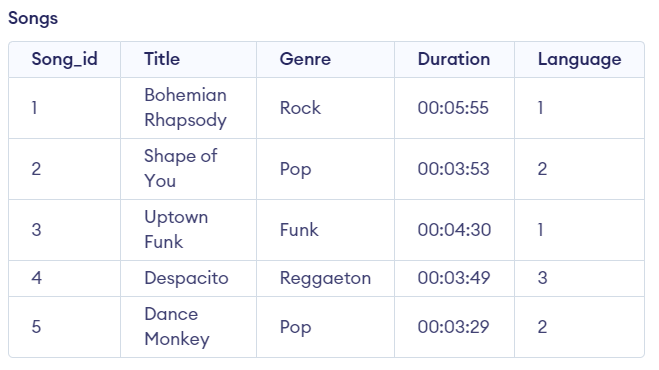 Songs
Song_id Title Genre Duration Language
1 Bohemian Rhapsody Rock 00:05:55 1
2 Shape of You Pop 00:03:53 2
3 Uptown Funk Funk 00:04:30 1
4 Despacito Reggaeton 00:03:49 3
5 Dance Monkey Pop 00:03:29 2